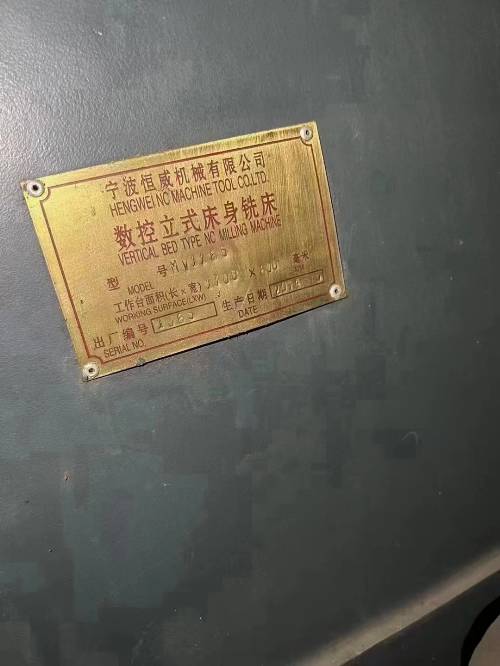 宁波恒威机械有限公司
HENGWEI NC MACHINE TOOL CO.LTD.
数控立式床身铣床
VERTICAL BED TYPE NC MILLING MACHINE
型 号
MODEL
工作台面积(长×宽) X 毫米
WORKING SURFACE(LXW)
出厂编号 生产日期
SERIAL NO. DATE